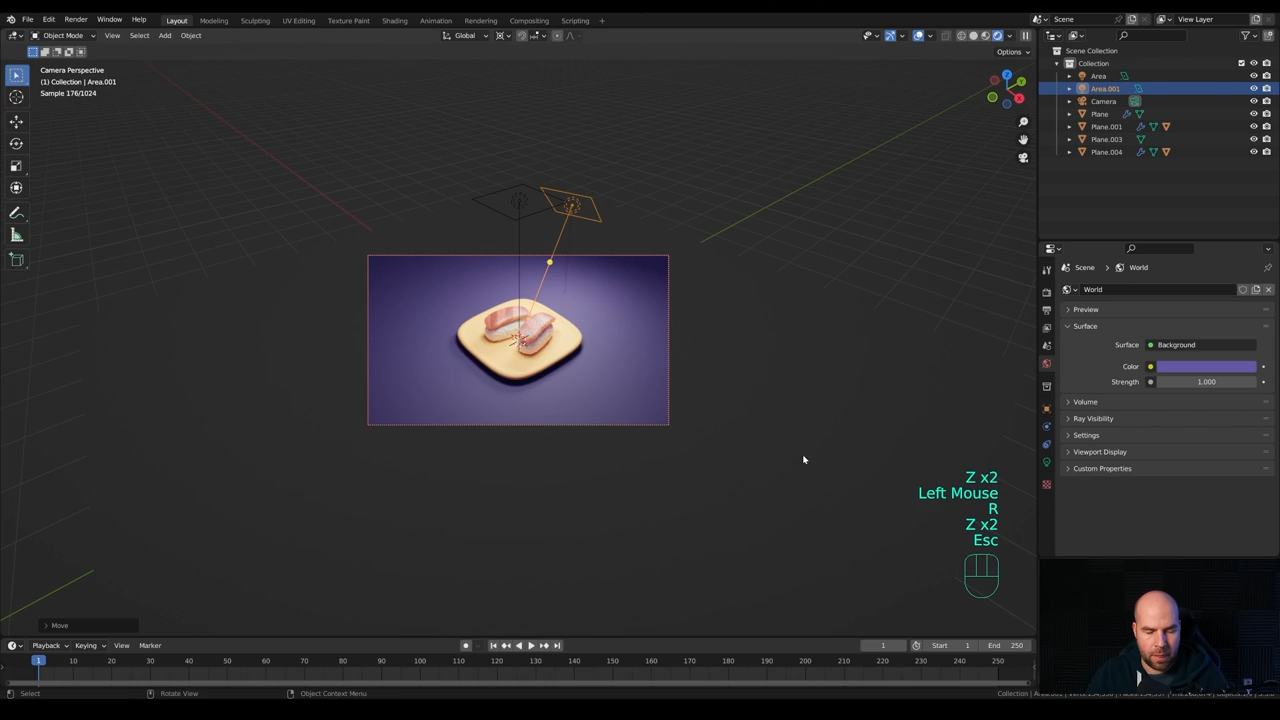 File Edit Render Window Help Layout Modeling Sculpting UV Editing Texture Paint Shading Animation Rendering Compositing Scripting + Scene View Layer
Object Mode View Select Add Object Global
Options
Camera Perspective
(1) Collection | Area.001
Sample 176/1024
Scene Collection
Collection
Area
Area.001
Camera
Plane
Plane.001
Plane.003
Plane.004
Z
Y
X
Scene World
World
Preview
Surface
Surface Background
Color
Strength 1.000
Volume
Ray Visibility
Settings
Viewport Display
Custom Properties
Z x2
Left Mouse
R
Z x2
Esc
Move
Playback Keying View Marker 1 Start 1 End 250
1 10 20 30 40 50 60 70 80 90 100 110 120 130 140 150 160 170 180 190 200 210 220 230 240 250
Select Rotate View Object Context Menu